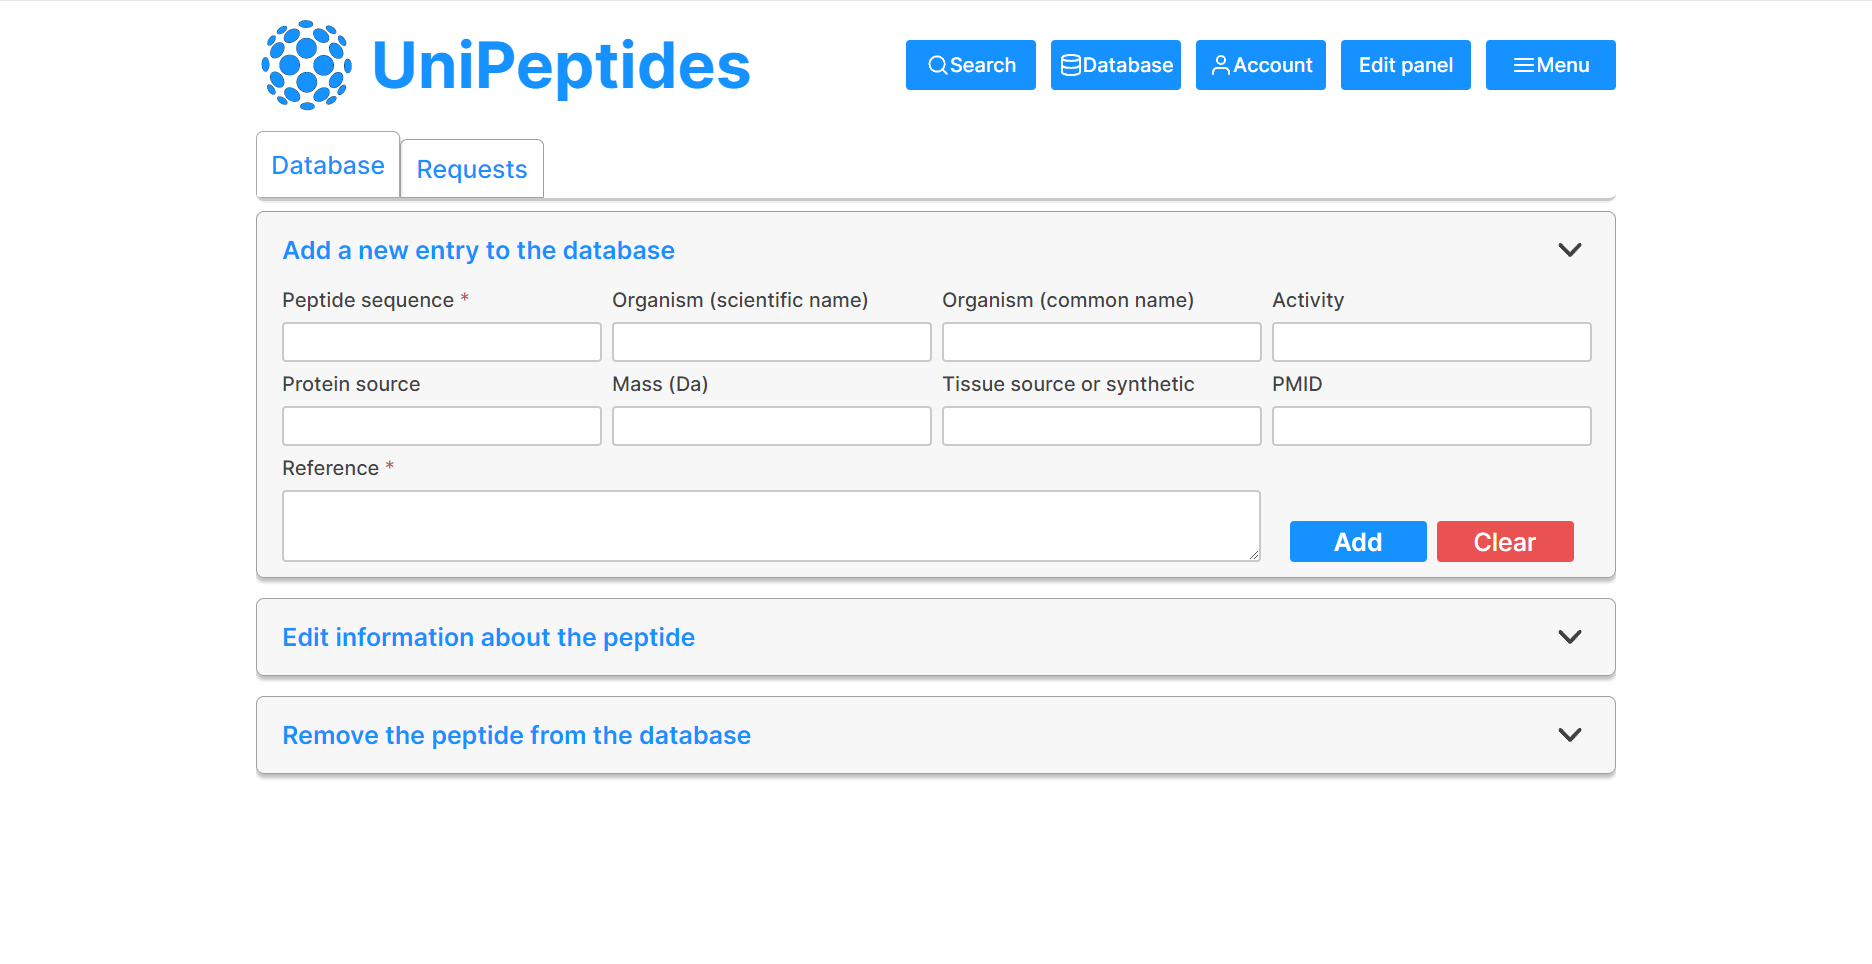 UniPeptides
Search Database Account Edit panel Menu
Database Requests
Add a new entry to the database
Peptide sequence * Organism (scientific name) Organism (common name) Activity
Protein source Mass (Da) Tissue source or synthetic PMID
Reference *
Add Clear
Edit information about the peptide
Remove the peptide from the database